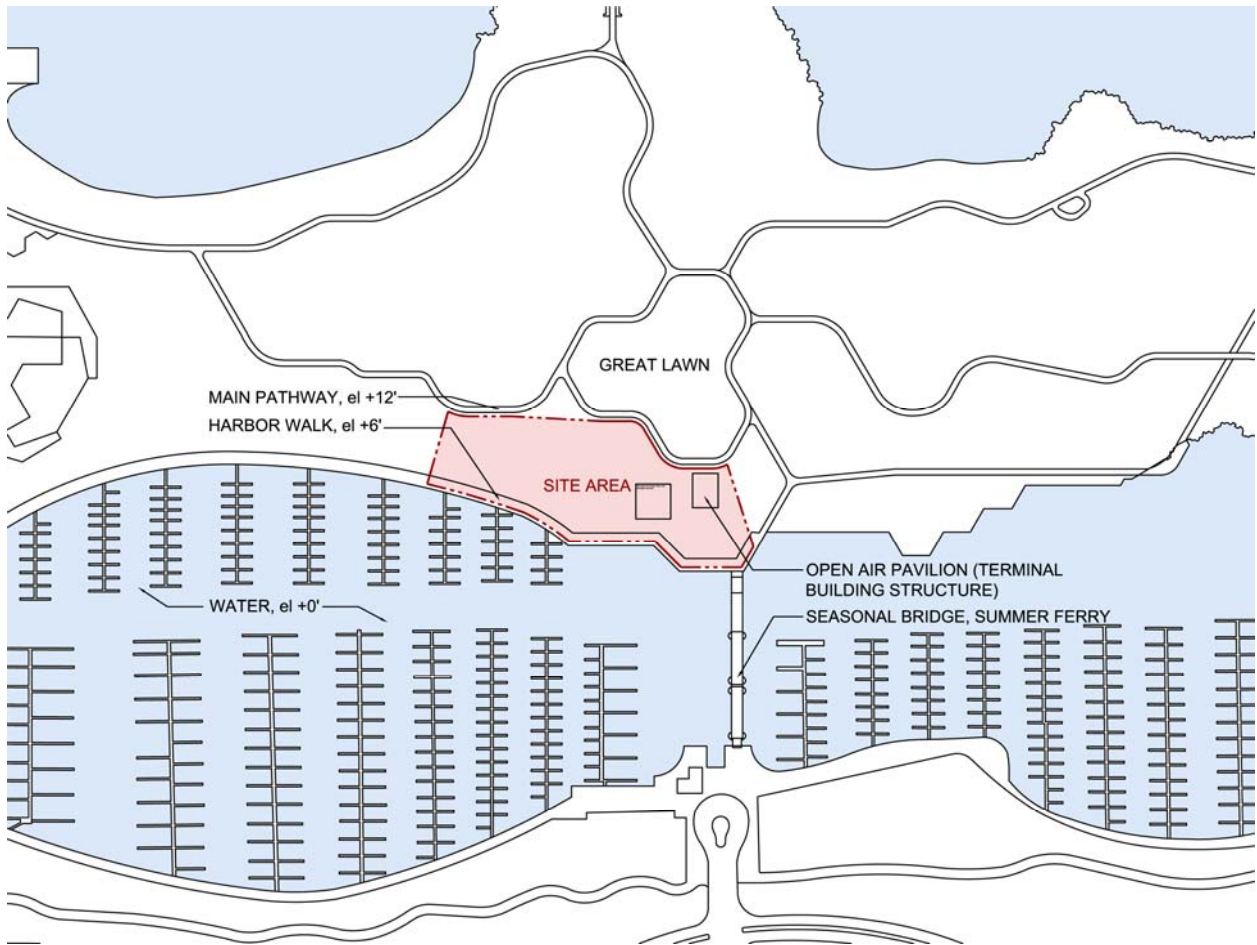 GREAT LAWN
MAIN PATHWAY, el +12'
HARBOR WALK, el +6'
SITE AREA
OPEN AIR PAVILION (TERMINAL
BUILDING STRUCTURE)
WATER, el +0'
SEASONAL BRIDGE, SUMMER FERRY